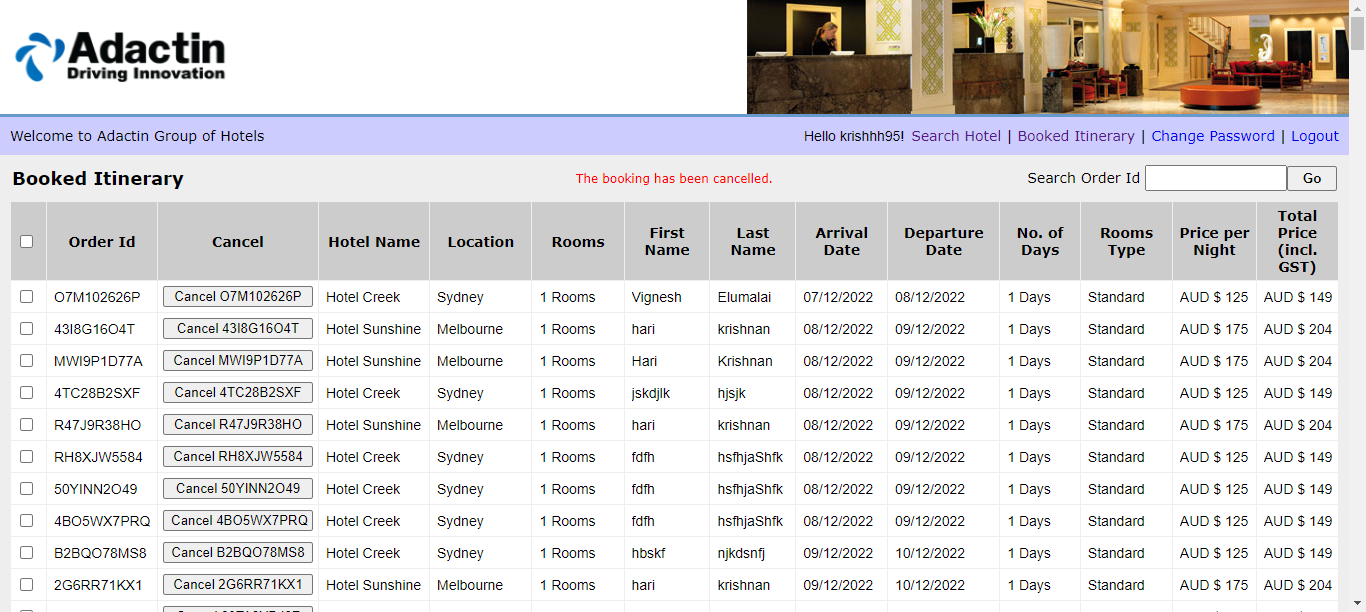 Adactin
Driving Innovation
Welcome to Adactin Group of Hotels
Hello krishhh95! Search Hotel | Booked Itinerary | Change Password | Logout
Booked Itinerary
The booking has been cancelled.
Search Order Id Go
Order Id Cancel Hotel Name Location Rooms First Name Last Name Arrival Date Departure Date No. of Days Rooms Type Price per Night Total Price (incl. GST)
O7M102626P Cancel O7M102626P Hotel Creek Sydney 1 Rooms Vignesh Elumalai 07/12/2022 08/12/2022 1 Days Standard AUD $ 125 AUD $ 149
43I8G16O4T Cancel 43I8G16O4T Hotel Sunshine Melbourne 1 Rooms hari krishnan 08/12/2022 09/12/2022 1 Days Standard AUD $ 175 AUD $ 204
MWI9P1D77A Cancel MWI9P1D77A Hotel Sunshine Melbourne 1 Rooms Hari Krishnan 08/12/2022 09/12/2022 1 Days Standard AUD $ 175 AUD $ 204
4TC28B2SXF Cancel 4TC28B2SXF Hotel Creek Sydney 1 Rooms jskdjlk hjsjk 08/12/2022 09/12/2022 1 Days Standard AUD $ 125 AUD $ 149
R47J9R38HO Cancel R47J9R38HO Hotel Sunshine Melbourne 1 Rooms hari krishnan 08/12/2022 09/12/2022 1 Days Standard AUD $ 175 AUD $ 204
RH8XJW5584 Cancel RH8XJW5584 Hotel Creek Sydney 1 Rooms fdfh hsfhjaShfk 08/12/2022 09/12/2022 1 Days Standard AUD $ 125 AUD $ 149
50YINN2O49 Cancel 50YINN2O49 Hotel Creek Sydney 1 Rooms fdfh hsfhjaShfk 08/12/2022 09/12/2022 1 Days Standard AUD $ 125 AUD $ 149
4BO5WX7PRQ Cancel 4BO5WX7PRQ Hotel Creek Sydney 1 Rooms fdfh hsfhjaShfk 08/12/2022 09/12/2022 1 Days Standard AUD $ 125 AUD $ 149
B2BQO78MS8 Cancel B2BQO78MS8 Hotel Creek Sydney 1 Rooms hbskf njkdsnfj 09/12/2022 10/12/2022 1 Days Standard AUD $ 125 AUD $ 149
2G6RR71KX1 Cancel 2G6RR71KX1 Hotel Sunshine Melbourne 1 Rooms hari krishnan 09/12/2022 10/12/2022 1 Days Standard AUD $ 175 AUD $ 204